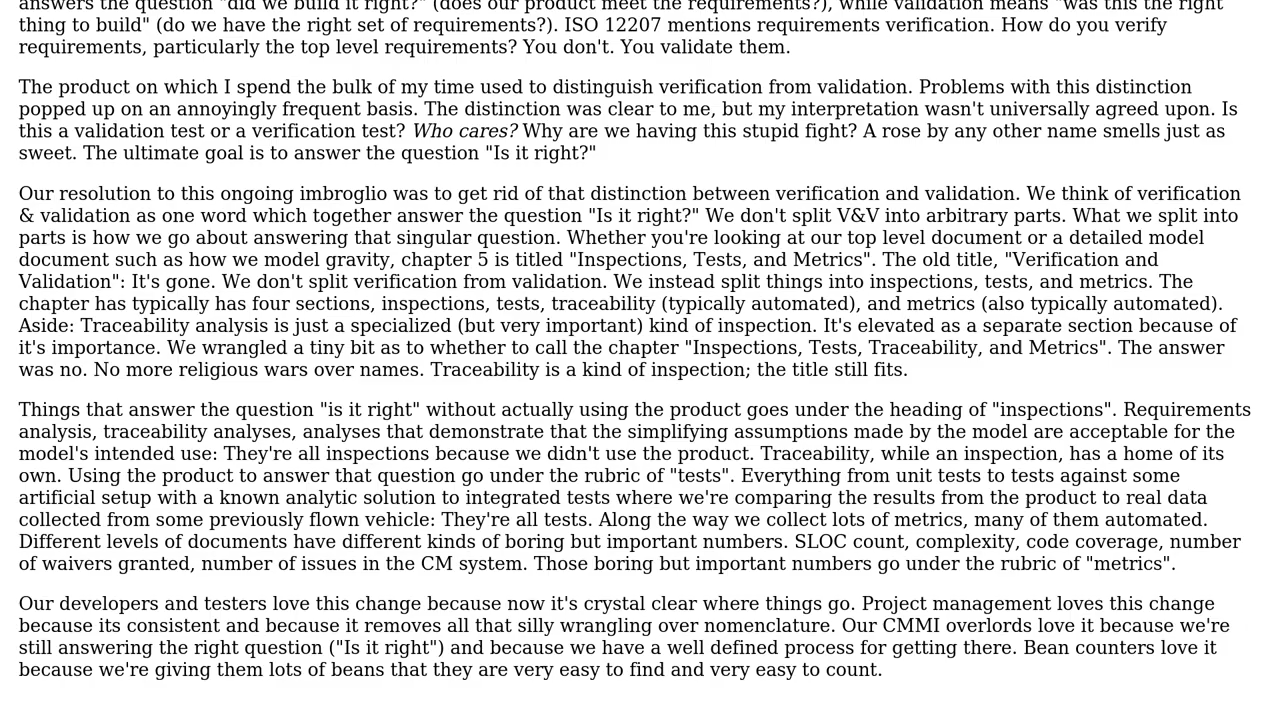 answers the question "did we build it right?" (does our product meet the requirements?), while validation means "was this the right
thing to build" (do we have the right set of requirements?). ISO 12207 mentions requirements verification. How do you verify
requirements, particularly the top level requirements? You don't. You validate them.
The product on which I spend the bulk of my time used to distinguish verification from validation. Problems with this distinction
popped up on an annoyingly frequent basis. The distinction was clear to me, but my interpretation wasn't universally agreed upon. Is
this a validation test or a verification test? Who cares? Why are we having this stupid fight? A rose by any other name smells just as
sweet. The ultimate goal is to answer the question "Is it right?"
Our resolution to this ongoing imbroglio was to get rid of that distinction between verification and validation. We think of verification
& validation as one word which together answer the question "Is it right?" We don't split V&V into arbitrary parts. What we split into
parts is how we go about answering that singular question. Whether you're looking at our top level document or a detailed model
document such as how we model gravity, chapter 5 is titled "Inspections, Tests, and Metrics". The old title, "Verification and
Validation": It's gone. We don't split verification from validation. We instead split things into inspections, tests, and metrics. The
chapter has typically has four sections, inspections, tests, traceability (typically automated), and metrics (also typically automated).
Aside: Traceability analysis is just a specialized (but very important) kind of inspection. It's elevated as a separate section because of
it's importance. We wrangled a tiny bit as to whether to call the chapter "Inspections, Tests, Traceability, and Metrics". The answer
was no. No more religious wars over names. Traceability is a kind of inspection; the title still fits.
Things that answer the question "is it right" without actually using the product goes under the heading of "inspections". Requirements
analysis, traceability analyses, analyses that demonstrate that the simplifying assumptions made by the model are acceptable for the
model's intended use: They're all inspections because we didn't use the product. Traceability, while an inspection, has a home of its
own. Using the product to answer that question go under the rubric of "tests". Everything from unit tests to tests against some
artificial setup with a known analytic solution to integrated tests where we're comparing the results from the product to real data
collected from some previously flown vehicle: They're all tests. Along the way we collect lots of metrics, many of them automated.
Different levels of documents have different kinds of boring but important numbers. SLOC count, complexity, code coverage, number
of waivers granted, number of issues in the CM system. Those boring but important numbers go under the rubric of "metrics".
Our developers and testers love this change because now it's crystal clear where things go. Project management loves this change
because its consistent and because it removes all that silly wrangling over nomenclature. Our CMMI overlords love it because we're
still answering the right question ("Is it right") and because we have a well defined process for getting there. Bean counters love it
because we're giving them lots of beans that they are very easy to find and very easy to count.